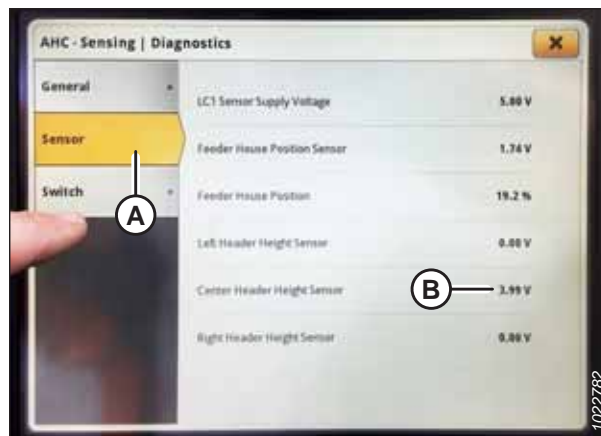 AHC - Sensing | Diagnostics
General
Sensor
Switch
LC1 Sensor Supply Voltage 5.00 V
Feeder House Position Sensor 1.74 V
Feeder House Position 19.2 %
Left Header Height Sensor 0.00 V
Center Header Height Sensor 3.99 V
Right Header Height Sensor 0.00 V
A
B
1022782